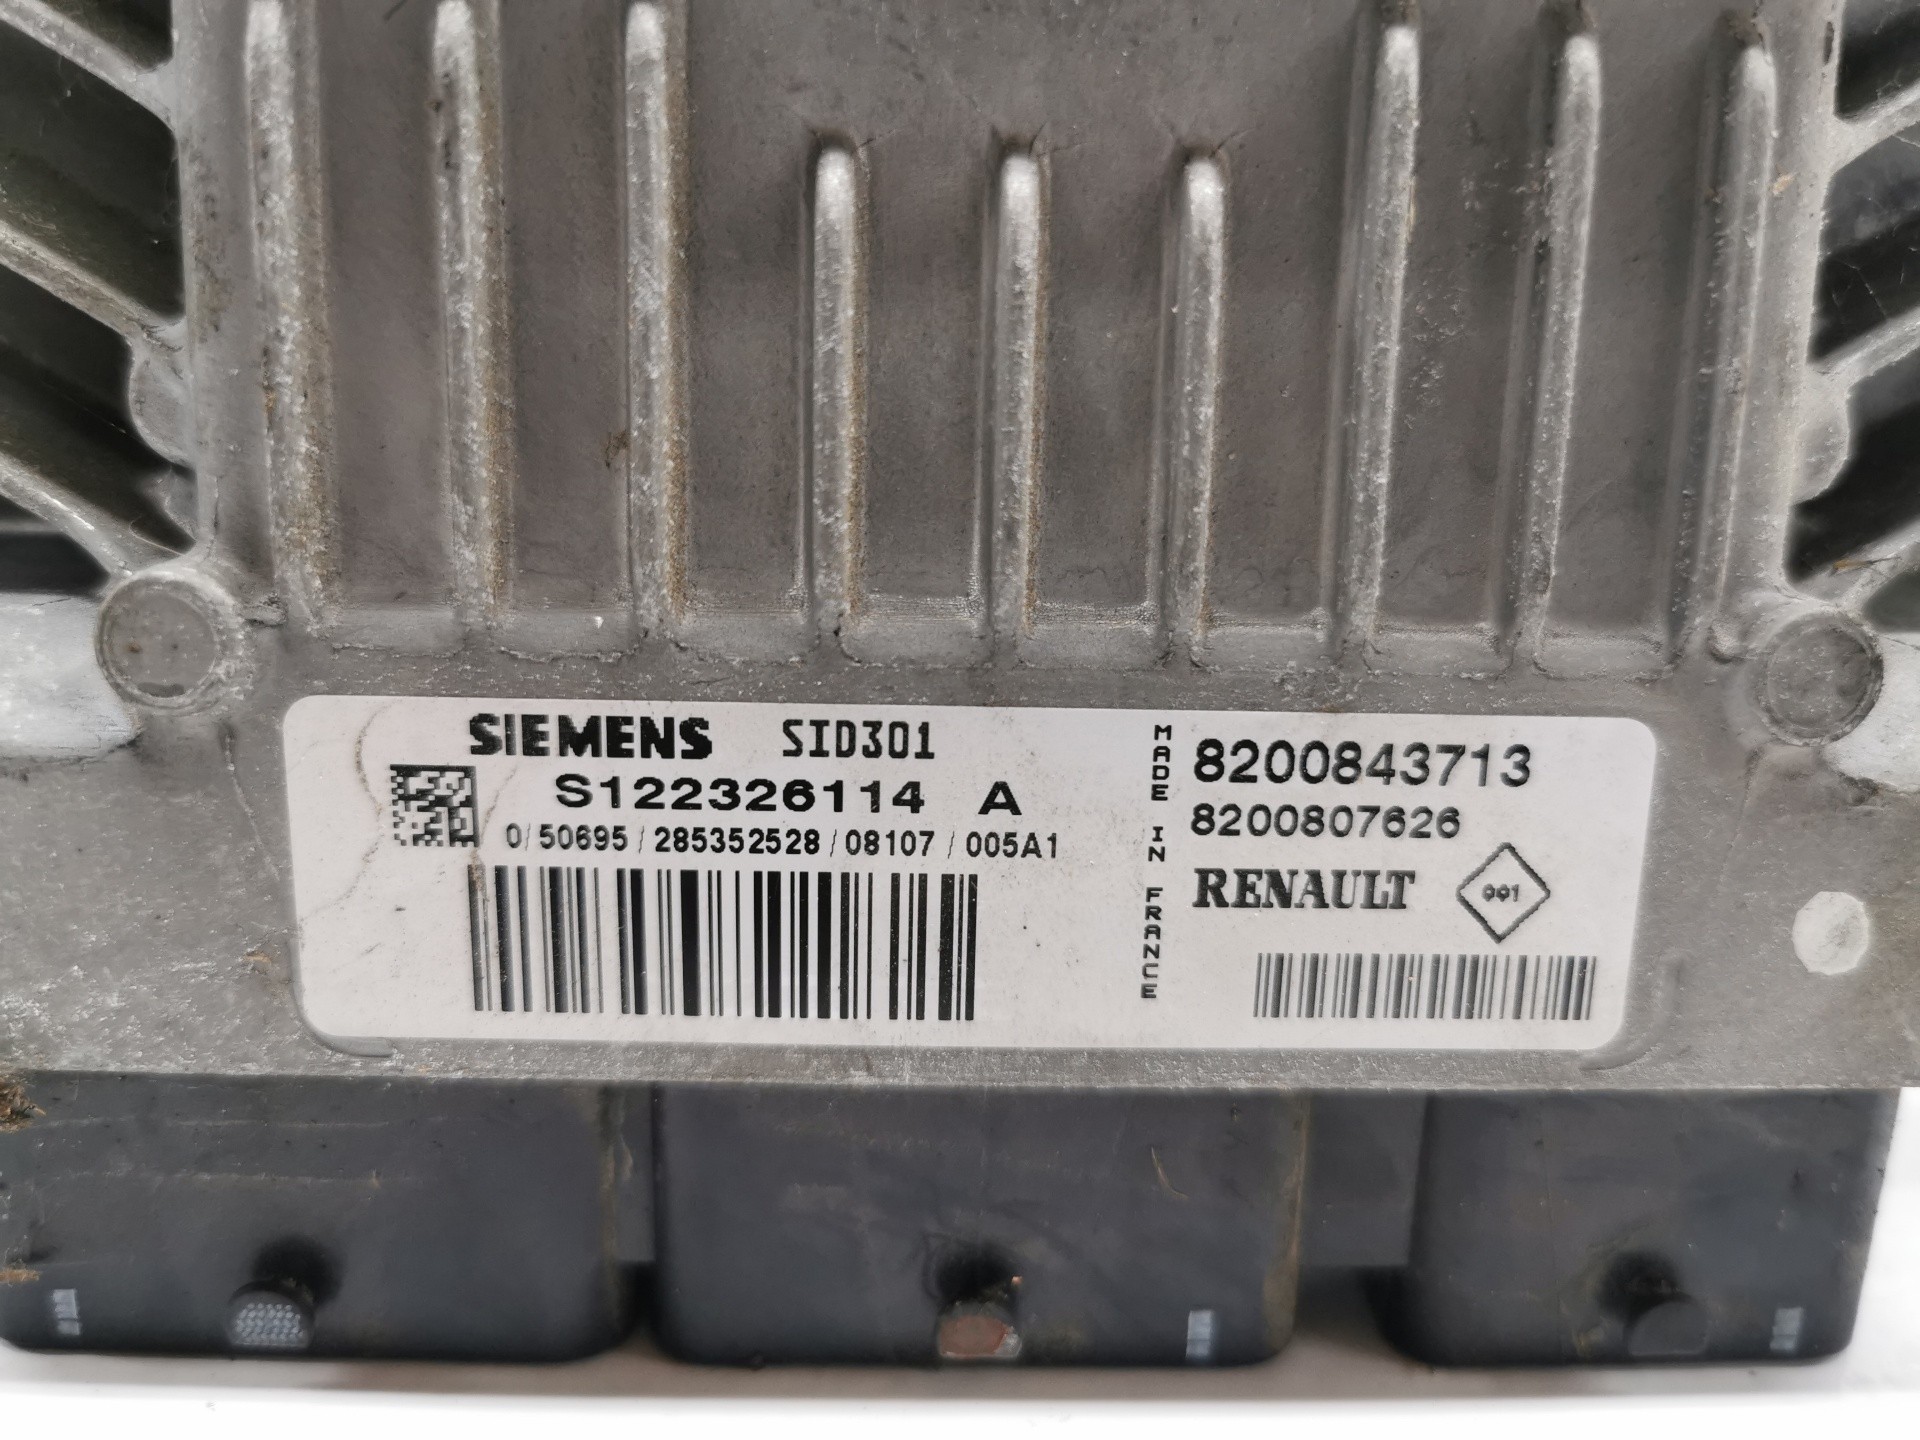 SIEMENS SID301
S122326114 A
0/50695/285352528/08107/005A1
MADE IN FRANCE
8200843713
8200807626
RENAULT 001